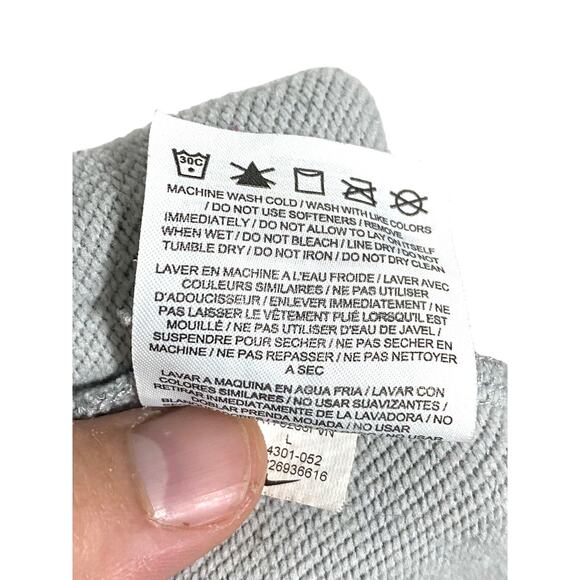 30C
MACHINE WASH COLD / WASH WITH LIKE COLORS
/ DO NOT USE SOFTENERS / REMOVE
IMMEDIATELY / DO NOT ALLOW TO LAY ON ITSELF
WHEN WET / DO NOT BLEACH / LINE DRY / DO NOT
TUMBLE DRY / DO NOT IRON / DO NOT DRY CLEAN
LAVER EN MACHINE A L'EAU FROIDE / LAVER AVEC
COULEURS SIMILAIRES / NE PAS UTILISER
D'ADOUCISSEUR / ENLEVER IMMEDIATEMENT / NE
PAS LAISSER LE VÊTEMENT PLIÉ LORSQU'IL EST
MOUILLÉ / NE PAS UTILISER D'EAU DE JAVEL /
SUSPENDRE POUR SECHER / NE PAS SECHER EN
MACHINE / NE PAS REPASSER / NE PAS NETTOYER
A SEC
LAVAR A MAQUINA EN AGUA FRIA / LAVAR CON
COLORES SIMILARES / NO USAR SUAVIZANTES /
RETIRAR INMEDIATAMENTE DE LA LAVADORA / NO
DOBLAR PRENDA MOJADA / NO USAR
L
4301-052
26936616